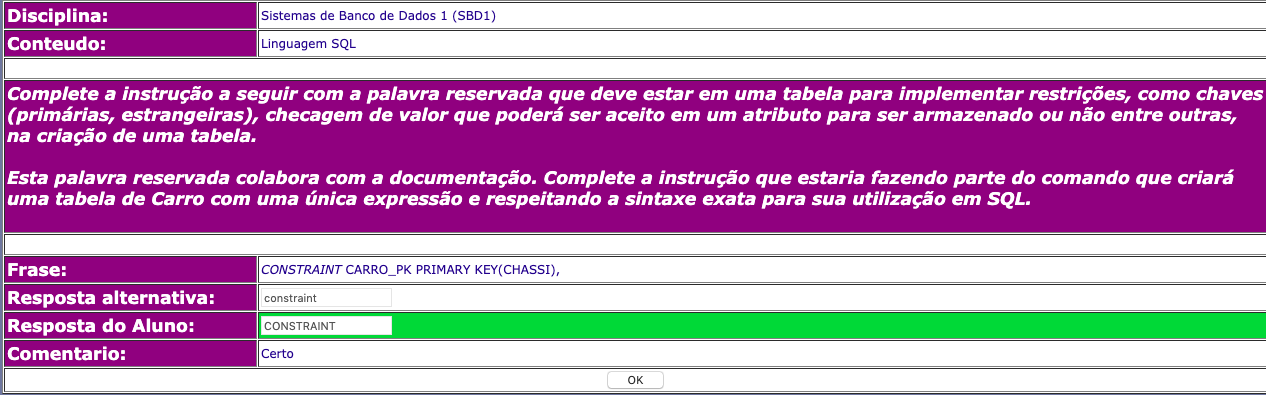 Disciplina: Sistemas de Banco de Dados 1 (SBD1)
Conteudo: Linguagem SQL
Complete a instrução a seguir com a palavra reservada que deve estar em uma tabela para implementar restrições, como chaves
(primárias, estrangeiras), checagem de valor que poderá ser aceito em um atributo para ser armazenado ou não entre outras,
na criação de uma tabela.
Esta palavra reservada colabora com a documentação. Complete a instrução que estaria fazendo parte do comando que criará
uma tabela de Carro com uma única expressão e respeitando a sintaxe exata para sua utilização em SQL.
Frase: CONSTRAINT CARRO_PK PRIMARY KEY(CHASSI),
Resposta alternativa: constraint
Resposta do Aluno: CONSTRAINT
Comentario: Certo
OK